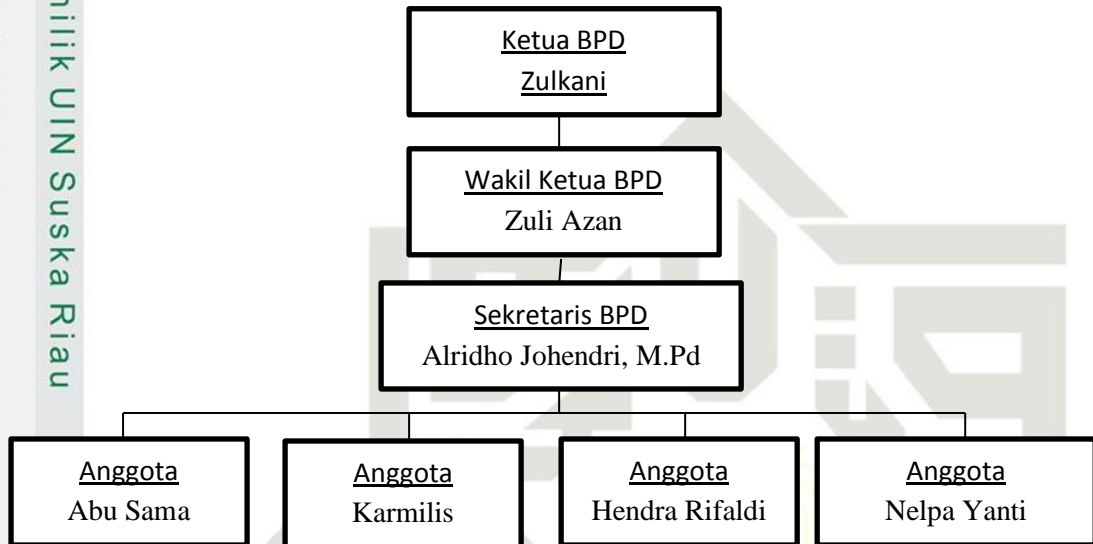 milik UIN Suska Riau
Ketua BPD
Zulkani
Wakil Ketua BPD
Zuli Azan
Sekretaris BPD
Alridho Johendri, M.Pd
Anggota
Abu Sama
Anggota
Karmilis
Anggota
Hendra Rifaldi
Anggota
Nelpa Yanti